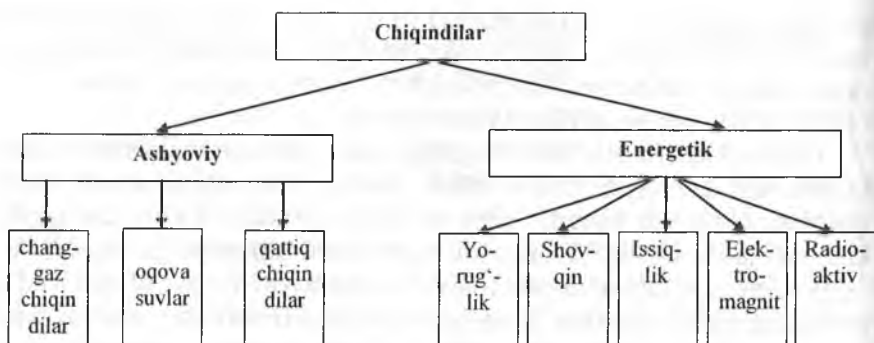 Chiqindilar
Ashyoviy
Energetik
chang-
gaz
chiqin
dilar
oqova
suvlar
qattiq
chiqin
dilar
Yo-
rug‘-
lik
Shov-
qin
Issiq-
lik
Elek-
tro-
magnit
Radio-
aktiv